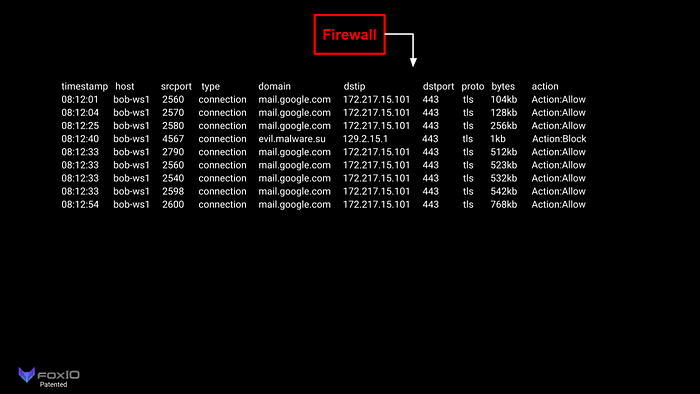 Firewall
timestamp host srcport type domain dstip dstport proto bytes action
08:12:01 bob-ws1 2560 connection mail.google.com 172.217.15.101 443 tls 104kb Action:Allow
08:12:04 bob-ws1 2570 connection mail.google.com 172.217.15.101 443 tls 128kb Action:Allow
08:12:25 bob-ws1 2580 connection mail.google.com 172.217.15.101 443 tls 256kb Action:Allow
08:12:40 bob-ws1 4567 connection evil.malware.su 129.2.15.1 443 tls 1kb Action:Block
08:12:33 bob-ws1 2790 connection mail.google.com 172.217.15.101 443 tls 512kb Action:Allow
08:12:33 bob-ws1 2560 connection mail.google.com 172.217.15.101 443 tls 523kb Action:Allow
08:12:33 bob-ws1 2540 connection mail.google.com 172.217.15.101 443 tls 532kb Action:Allow
08:12:33 bob-ws1 2598 connection mail.google.com 172.217.15.101 443 tls 542kb Action:Allow
08:12:54 bob-ws1 2600 connection mail.google.com 172.217.15.101 443 tls 768kb Action:Allow
FOXIO
Patented